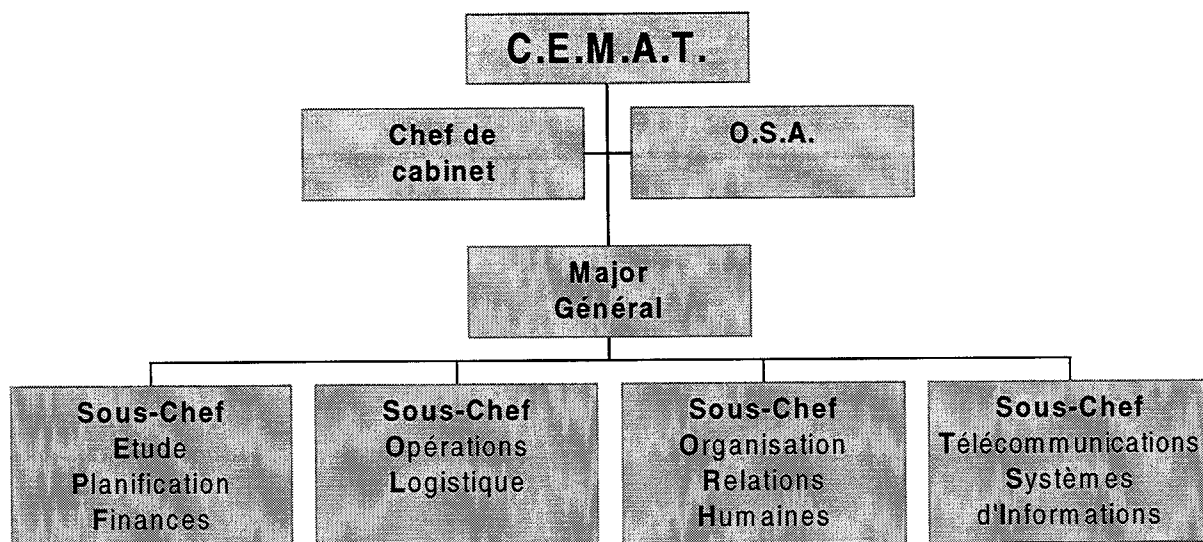 C.E.M.A.T.
Chef de
cabinet
O.S.A.
Major
Général
Sous-Chef
Etude
Planification
Finances
Sous-Chef
Opérations
Logistique
Sous-Chef
Organisation
Relations
Humaines
Sous-Chef
Télécommunications
Systèmes
d'Informations